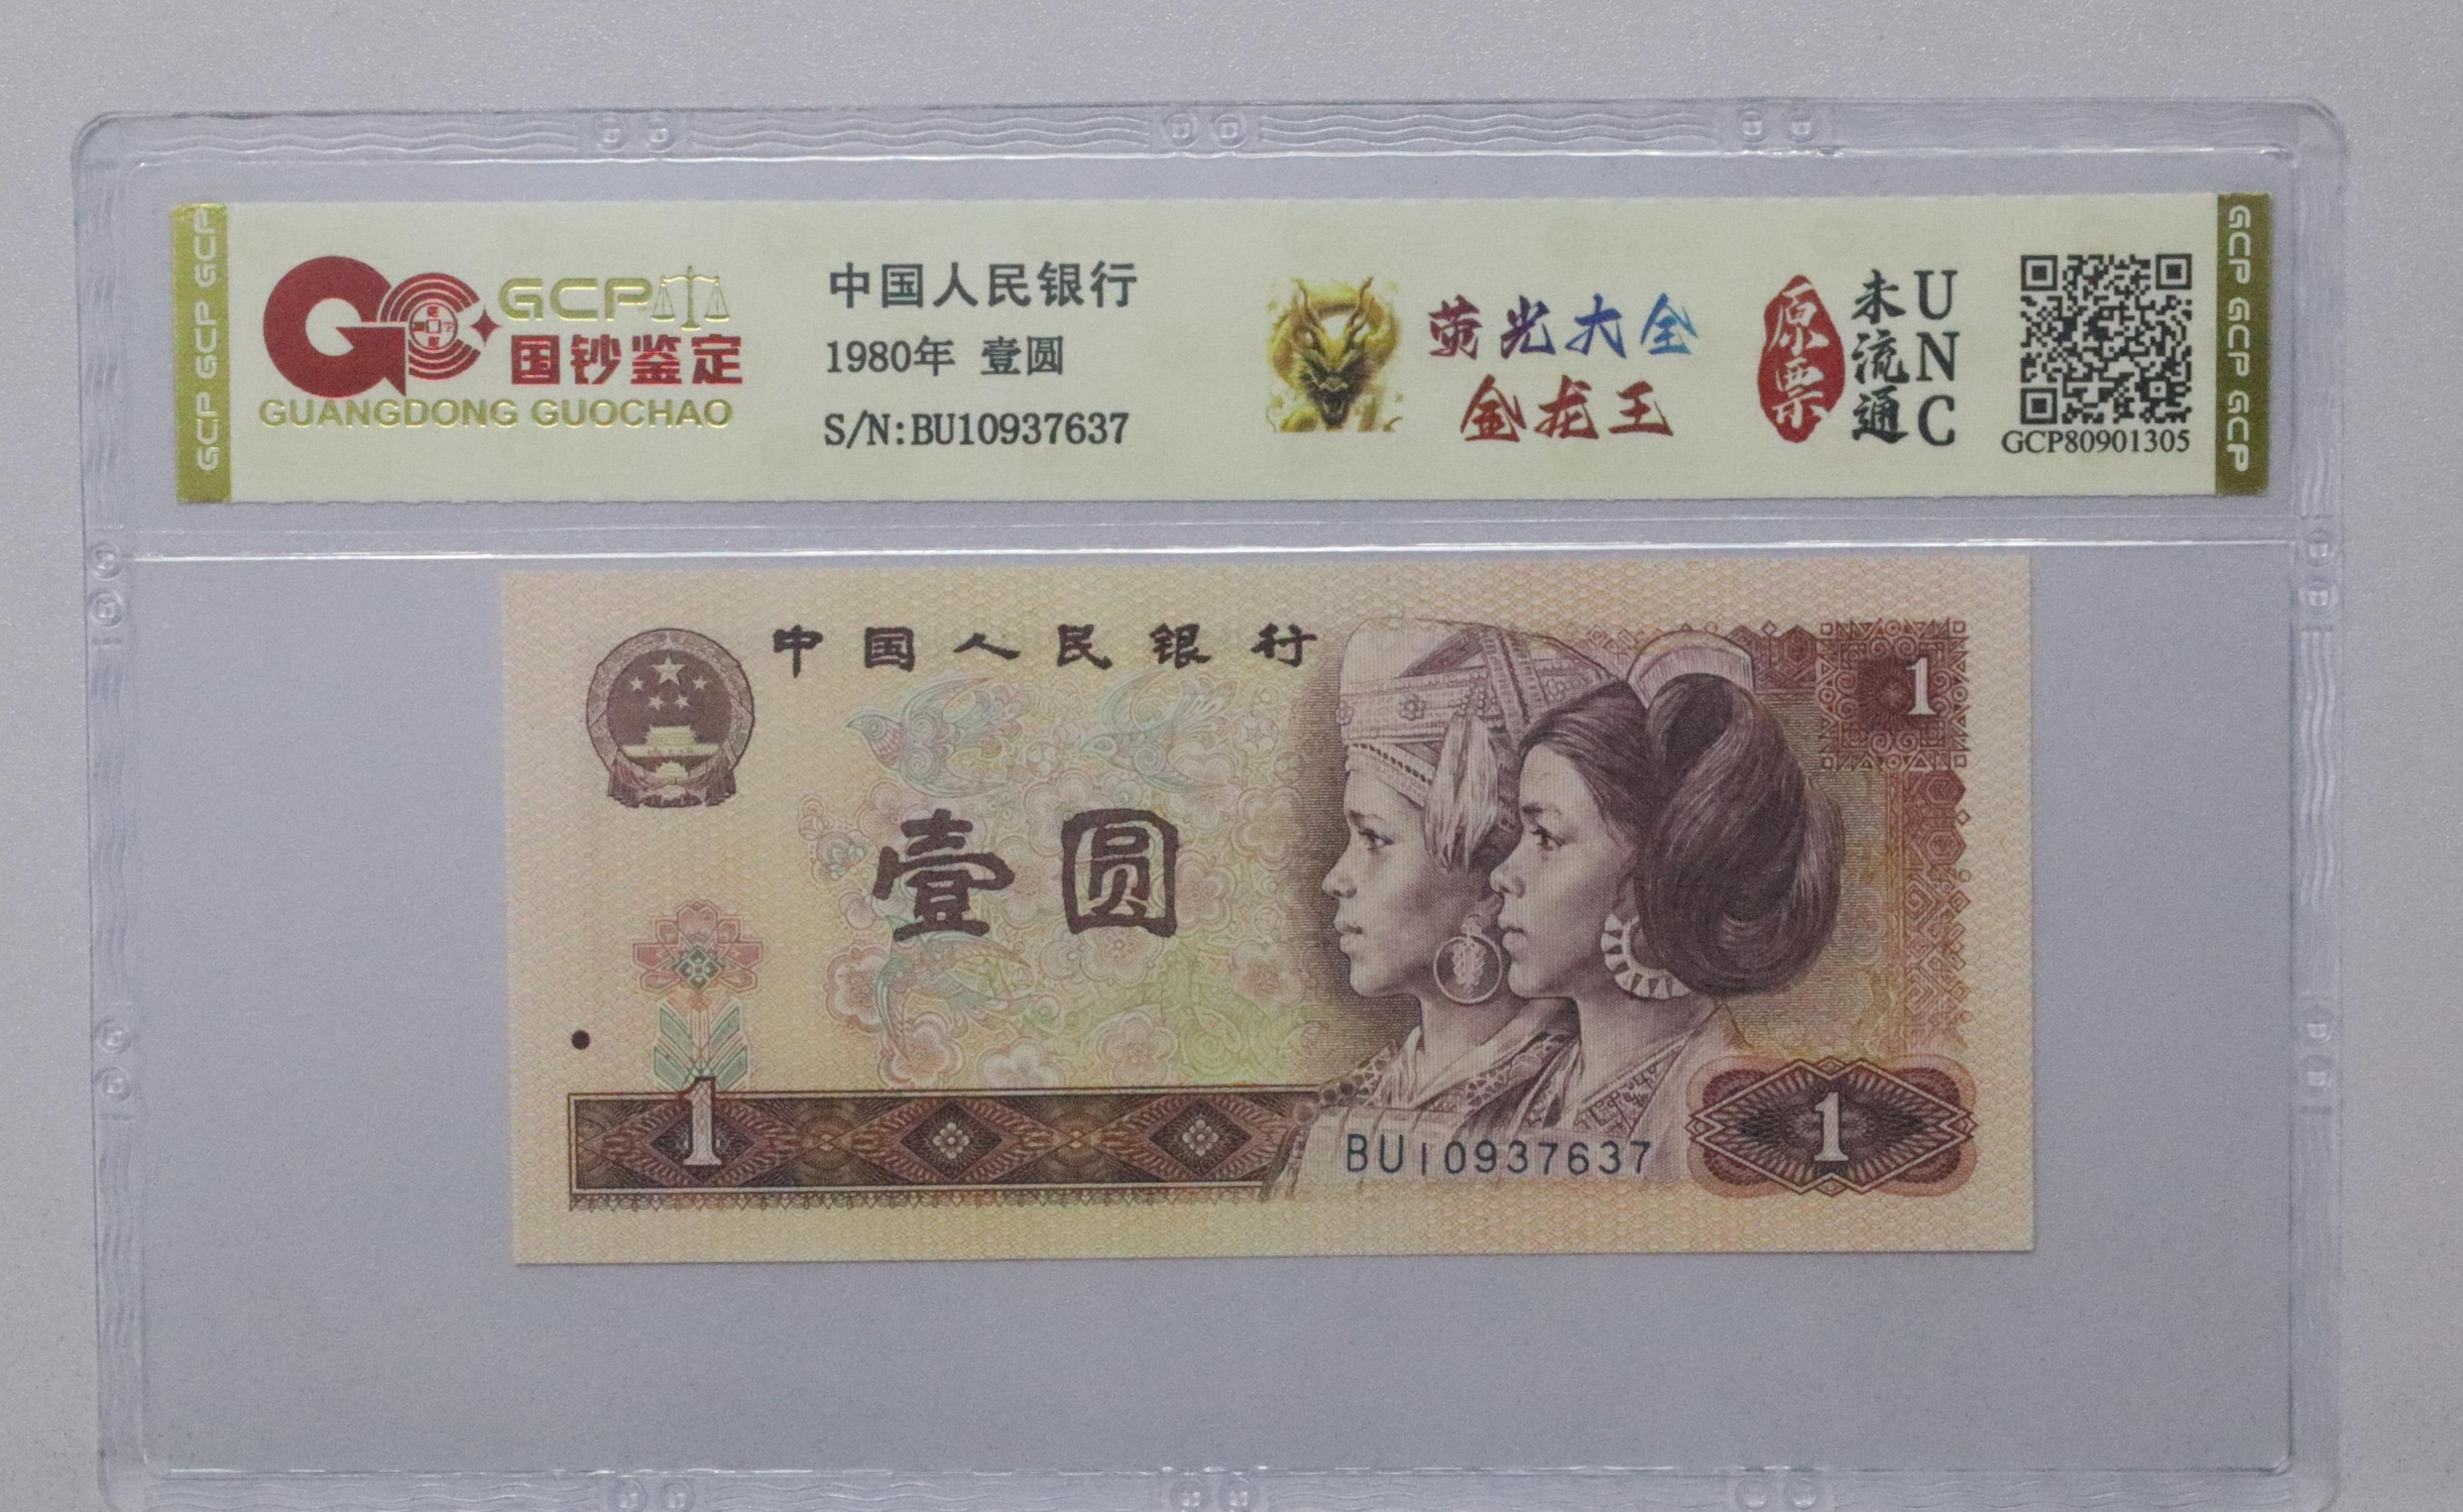 GCP GCP GCP
GCP
国钞鉴定
GUANGDONG GUOCHAO
中国人民银行
1980年 壹圆
S/N:BU10937637
荧光大全
金龙王
原票
未流通
UNC
GCP80901305
GCP GCP GCP
中国人民银行
1
壹圆
1
BU10937637
1